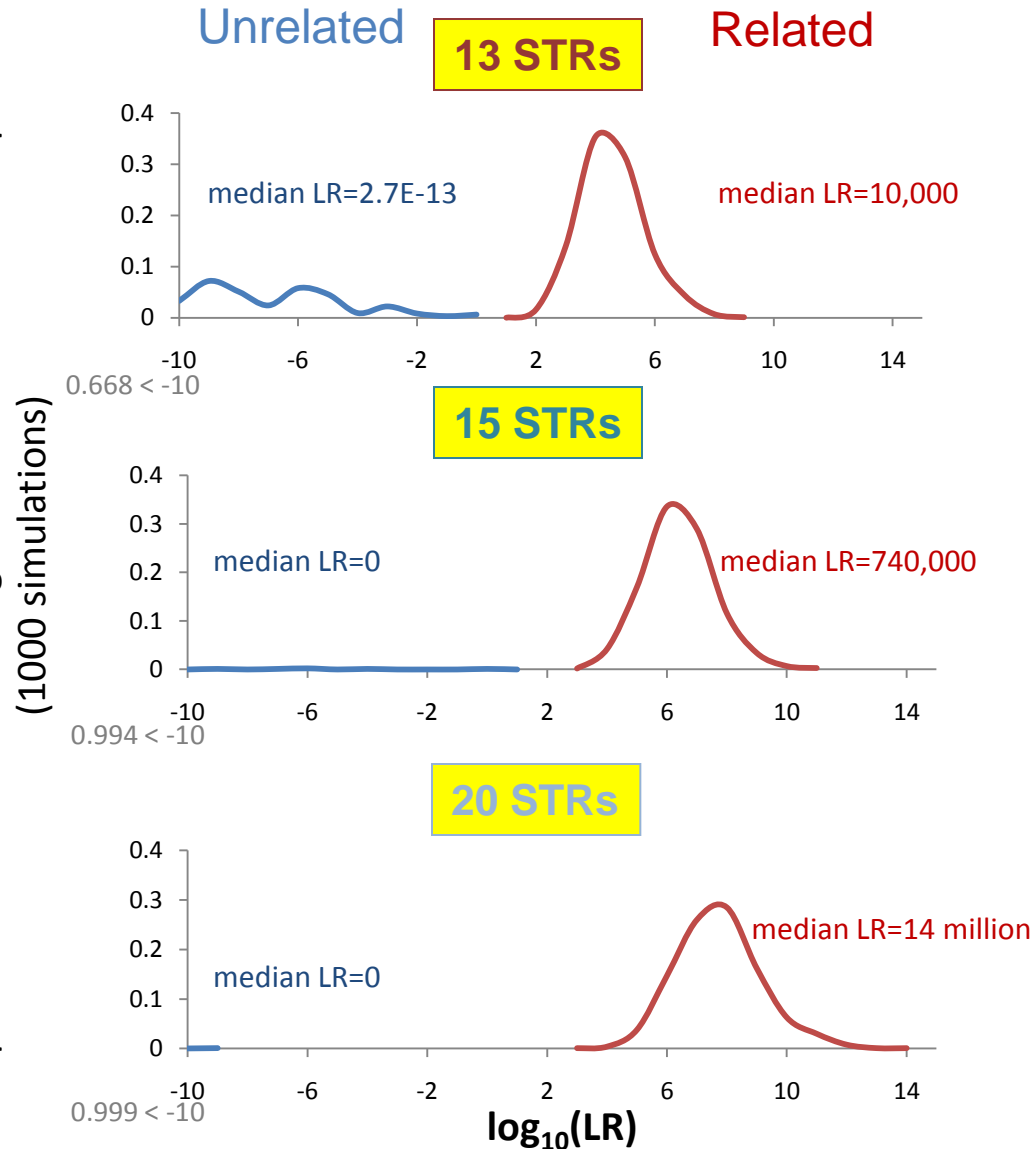 Unrelated
Related
13 STRs
0.4
0.3
0.2
0.1
0
median LR=2.7E-13
median LR=10,000
-10 -6 -2 2 6 10 14
0.668 < -10
15 STRs
0.4
0.3
0.2
0.1
0
median LR=0
median LR=740,000
-10 -6 -2 2 6 10 14
0.994 < -10
(1000 simulations)
20 STRs
0.4
0.3
0.2
0.1
0
median LR=0
median LR=14 million
-10 -6 -2 2 6 10 14
0.999 < -10
log₁₀(LR)